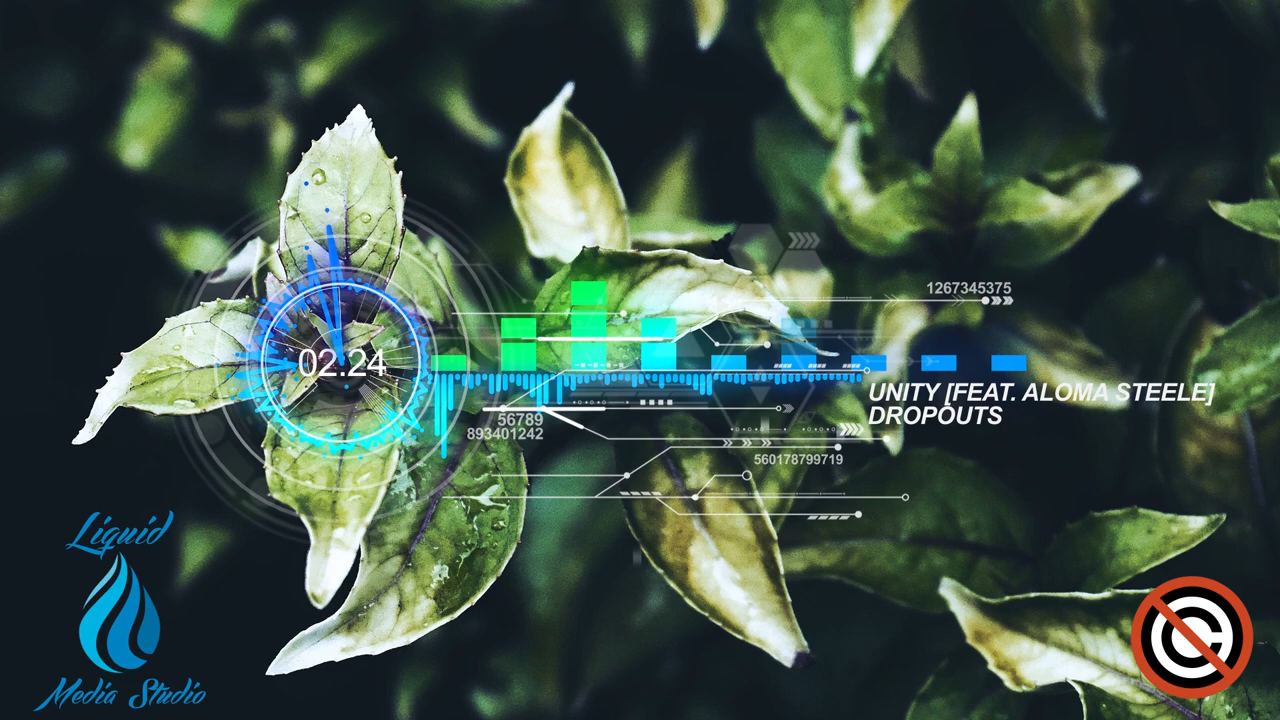 1267345375
02.24
UNITY [FEAT. ALOMA STEELE]
DROPOUTS
56789
893401242
560178799719
Liquid
Media Studio
C